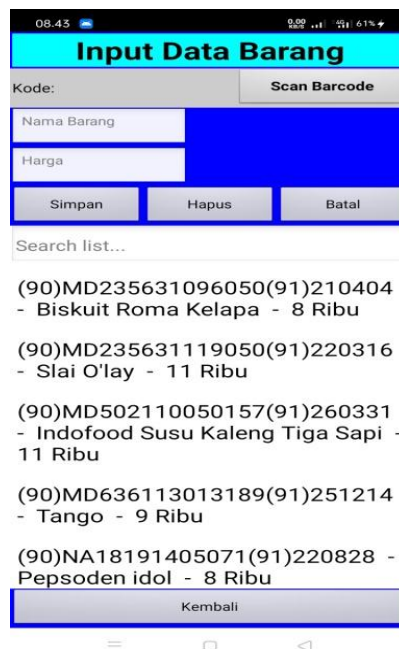 08.43 0,00 KB/S 4G 61%
Input Data Barang
Kode: Scan Barcode
Nama Barang
Harga
Simpan Hapus Batal
Search list...
(90)MD235631096050(91)210404
- Biskuit Roma Kelapa - 8 Ribu
(90)MD235631119050(91)220316
- Slai O'lay - 11 Ribu
(90)MD502110050157(91)260331
- Indofood Susu Kaleng Tiga Sapi -
11 Ribu
(90)MD636113013189(91)251214
- Tango - 9 Ribu
(90)NA18191405071(91)220828 -
Pepsoden idol - 8 Ribu
Kembali